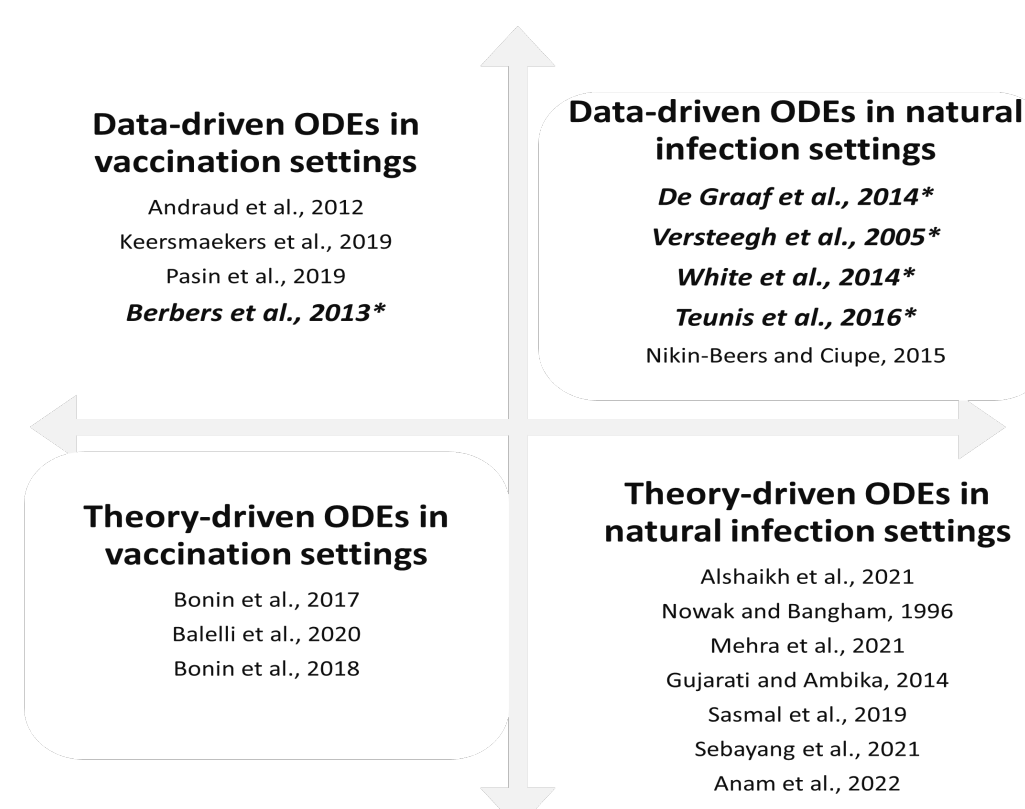 Data-driven ODEs in
vaccination settings
Andraud et al., 2012
Keersmaekers et al., 2019
Pasin et al., 2019
Berbers et al., 2013*
Data-driven ODEs in natural
infection settings
De Graaf et al., 2014*
Versteegh et al., 2005*
White et al., 2014*
Teunis et al., 2016*
Nikin-Beers and Ciupe, 2015
Theory-driven ODEs in
vaccination settings
Bonin et al., 2017
Balelli et al., 2020
Bonin et al., 2018
Theory-driven ODEs in
natural infection settings
Alshaikh et al., 2021
Nowak and Bangham, 1996
Mehra et al., 2021
Gujarati and Ambika, 2014
Sasmal et al., 2019
Sebayang et al., 2021
Anam et al., 2022